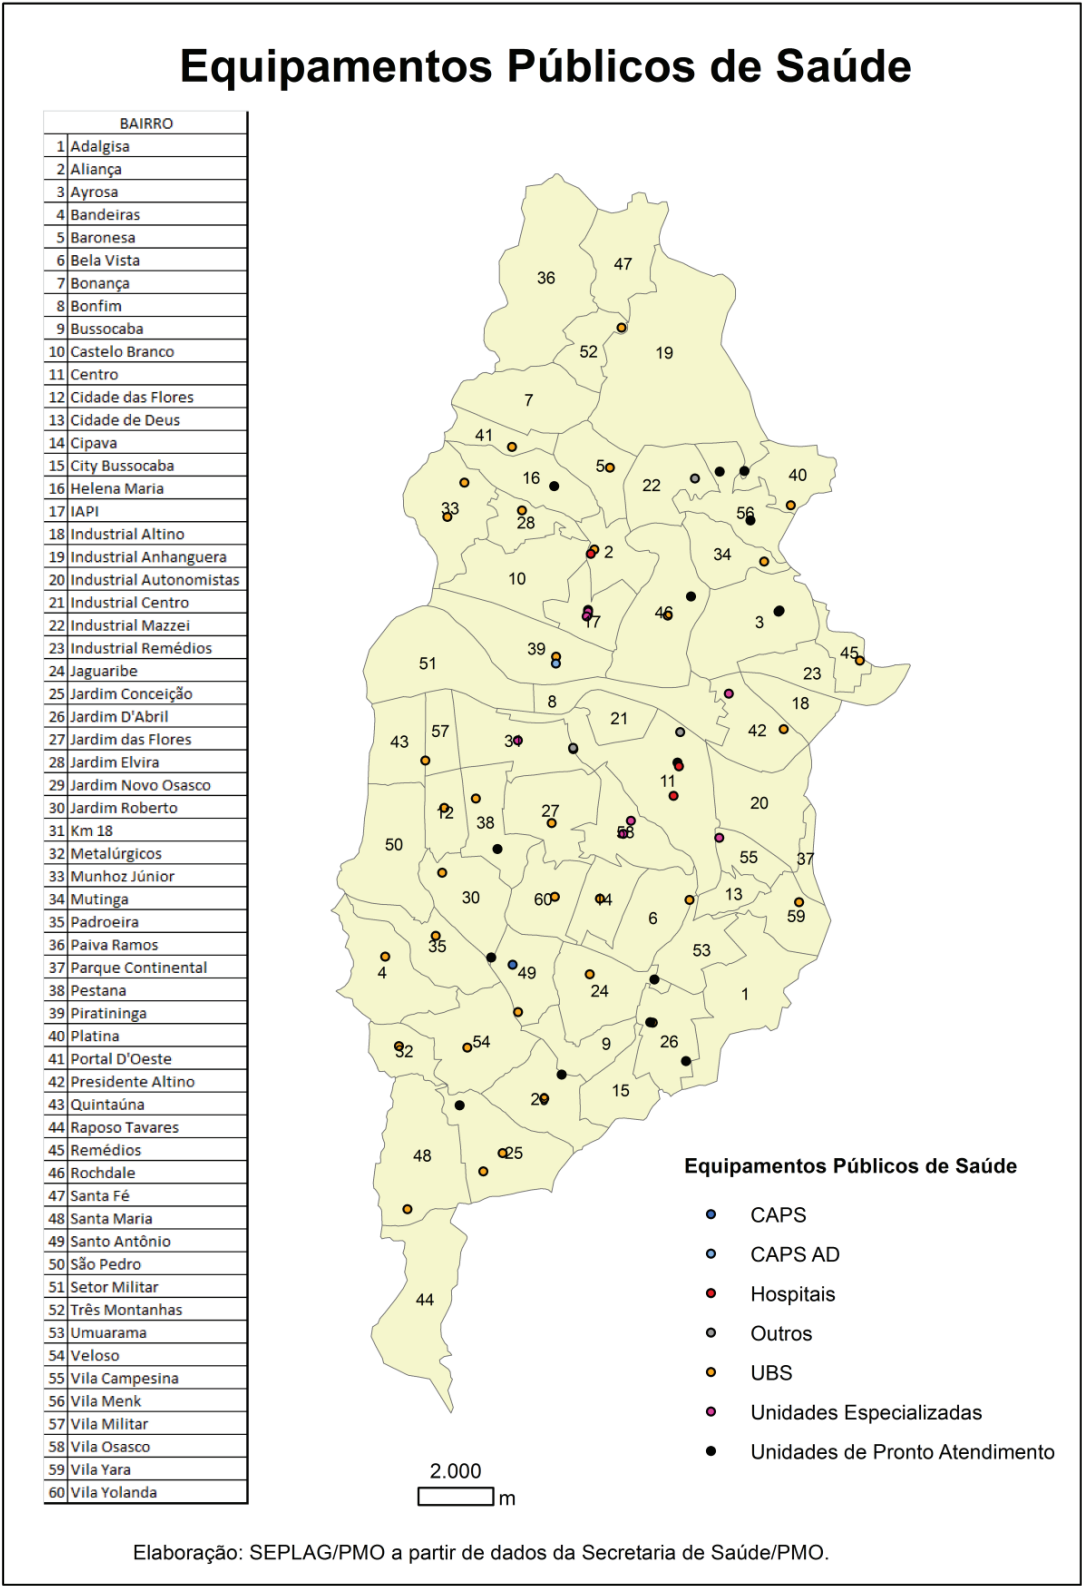 Equipamentos Públicos de Saúde
BAIRRO
1 Adalgisa
2 Aliança
3 Ayrosa
4 Bandeiras
5 Baronesa
6 Bela Vista
7 Bonança
8 Bonfim
9 Bussocaba
10 Castelo Branco
11 Centro
12 Cidade das Flores
13 Cidade de Deus
14 Cipava
15 City Bussocaba
16 Helena Maria
17 IAPI
18 Industrial Altino
19 Industrial Anhanguera
20 Industrial Autonomistas
21 Industrial Centro
22 Industrial Mazzei
23 Industrial Remédios
24 Jaguaribe
25 Jardim Conceição
26 Jardim D'Abril
27 Jardim das Flores
28 Jardim Elvira
29 Jardim Novo Osasco
30 Jardim Roberto
31 Km 18
32 Metalúrgicos
33 Munhoz Júnior
34 Mutinga
35 Padroeira
36 Paiva Ramos
37 Parque Continental
38 Pestana
39 Piratininga
40 Platina
41 Portal D'Oeste
42 Presidente Altino
43 Quintaúna
44 Raposo Tavares
45 Remédios
46 Rochdale
47 Santa Fé
48 Santa Maria
49 Santo Antônio
50 São Pedro
51 Setor Militar
52 Três Montanhas
53 Umuarama
54 Veloso
55 Vila Campesina
56 Vila Menk
57 Vila Militar
58 Vila Osasco
59 Vila Yara
60 Vila Yolanda
47
36
52
19
7
41
5
16
22
40
33
28
56
2
34
10
46
17
3
39
45
51
23
8
18
21
57
43
31
42
11
20
27
12
38
58
50
55
37
13
30
60
14
6
59
35
53
4
49
24
1
54
9
26
32
15
29
25
48
44
Equipamentos Públicos de Saúde
CAPS
CAPS AD
Hospitais
Outros
UBS
Unidades Especializadas
Unidades de Pronto Atendimento
2.000
m
Elaboração: SEPLAG/PMO a partir de dados da Secretaria de Saúde/PMO.